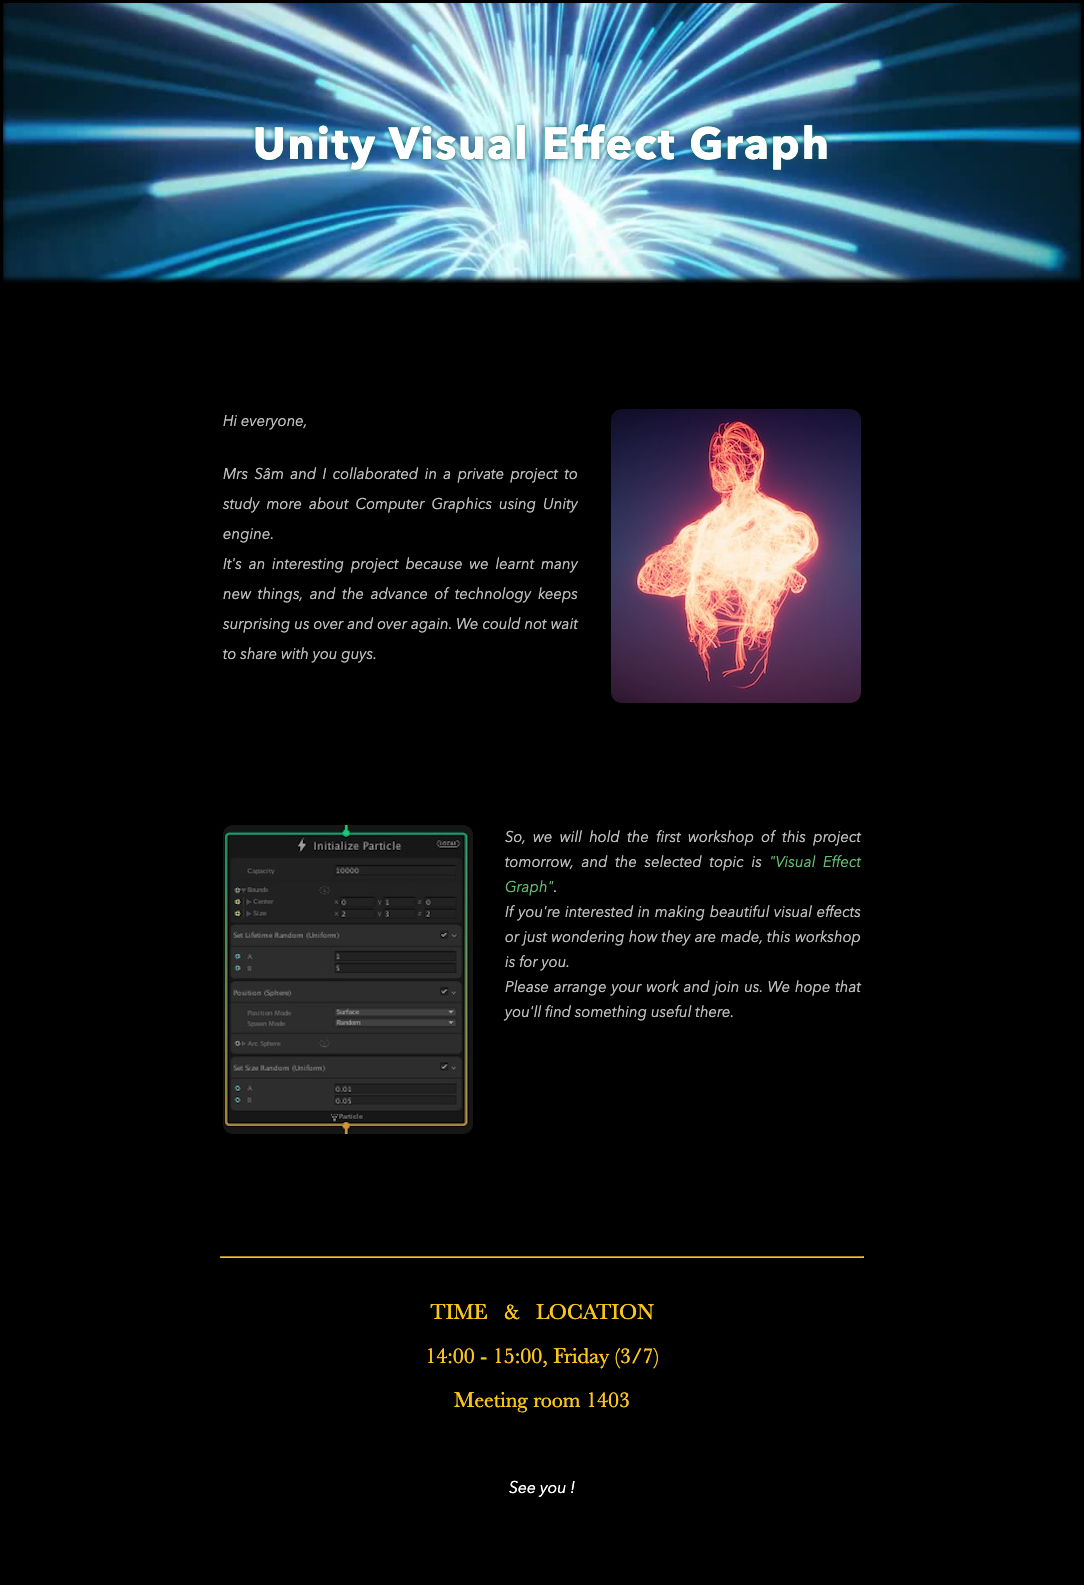 Unity Visual Effect Graph
Hi everyone,
Mrs Sâm and I collaborated in a private project to
study more about Computer Graphics using Unity
engine.
It's an interesting project because we learnt many
new things, and the advance of technology keeps
surprising us over and over again. We could not wait
to share with you guys.
Initialize Particle
LOCAL
Capacity 10000
Bounds
Center x 0 y 1 z 0
Size x 2 y 3 z 2
Set Lifetime Random (Uniform)
A 1
B 5
Position (Sphere)
Position Mode Surface
Spawn Mode Random
Arc Sphere
Set Size Random (Uniform)
A 0.01
B 0.05
Particle
So, we will hold the first workshop of this project
tomorrow, and the selected topic is "Visual Effect
Graph".
If you're interested in making beautiful visual effects
or just wondering how they are made, this workshop
is for you.
Please arrange your work and join us. We hope that
you'll find something useful there.
TIME & LOCATION
14:00 - 15:00, Friday (3/7)
Meeting room 1403
See you !